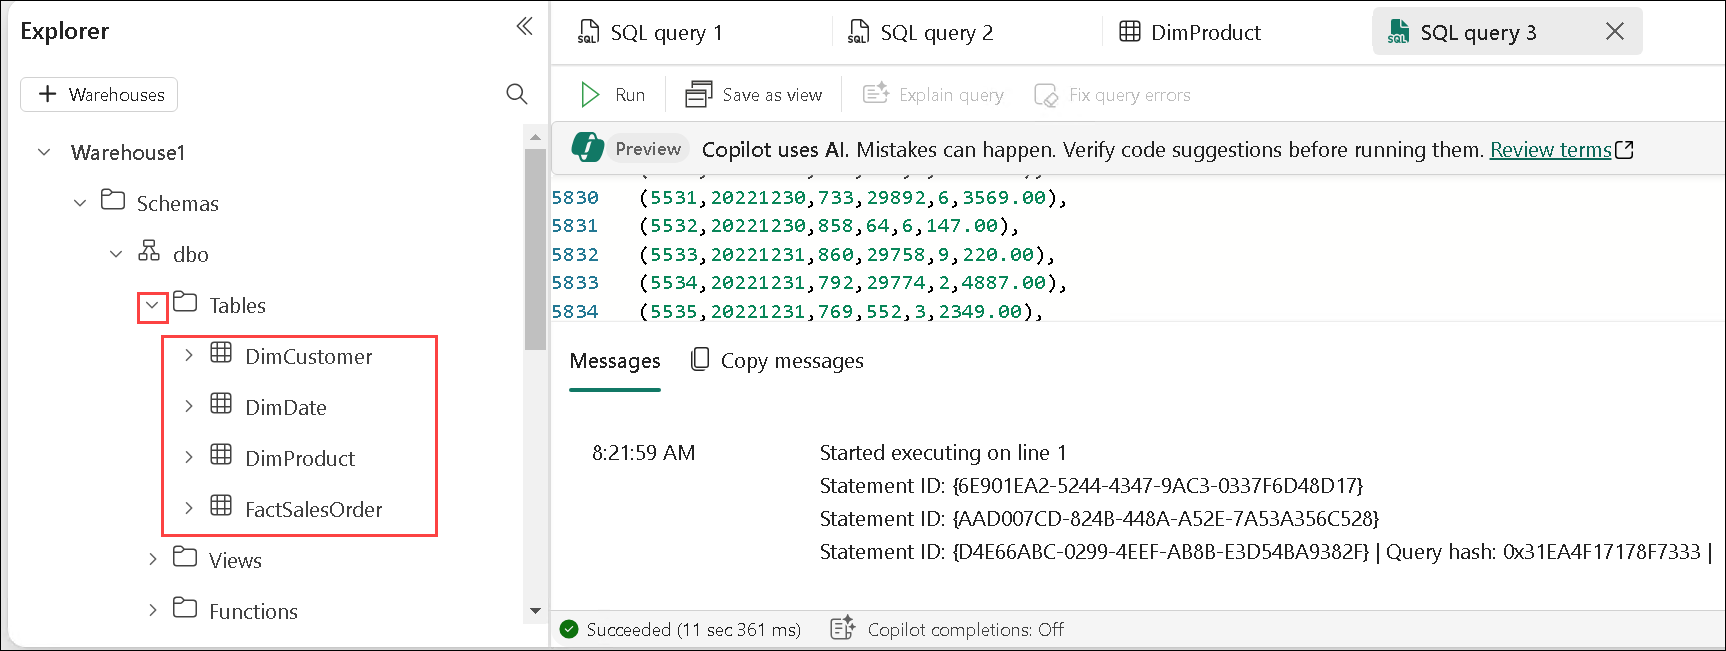 Explorer
+ Warehouses
Warehouse1
Schemas
dbo
Tables
DimCustomer
DimDate
DimProduct
FactSalesOrder
Views
Functions
SQL query 1
SQL query 2
DimProduct
SQL query 3
Run
Save as view
Explain query
Fix query errors
Preview Copilot uses AI. Mistakes can happen. Verify code suggestions before running them. Review terms
5830 (5531,20221230,733,29892,6,3569.00),
5831 (5532,20221230,858,64,6,147.00),
5832 (5533,20221231,860,29758,9,220.00),
5833 (5534,20221231,792,29774,2,4887.00),
5834 (5535,20221231,769,552,3,2349.00),
Messages
Copy messages
8:21:59 AM Started executing on line 1
Statement ID: {6E901EA2-5244-4347-9AC3-0337F6D48D17}
Statement ID: {AAD007CD-824B-448A-A52E-7A53A356C528}
Statement ID: {D4E66ABC-0299-4EEF-AB8B-E3D54BA9382F} | Query hash: 0x31EA4F17178F7333 |
Succeeded (11 sec 361 ms)
Copilot completions: Off